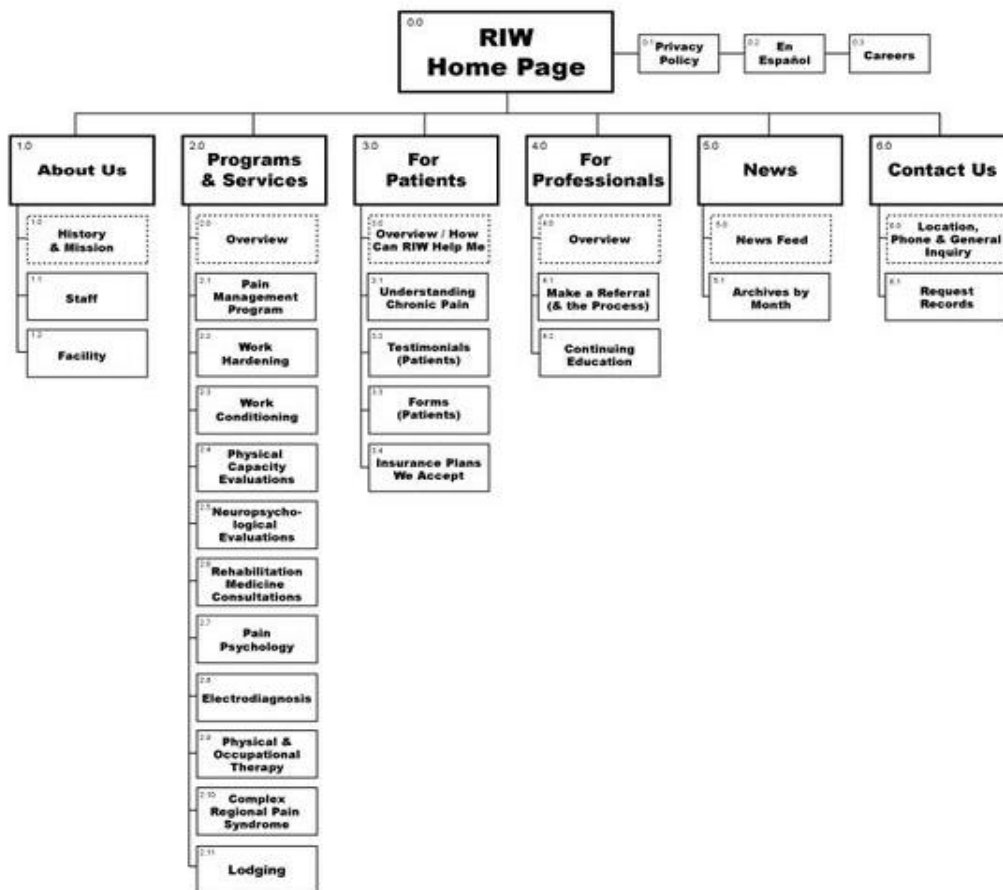 0.0
RIW
Home Page
0.1
Privacy
Policy
0.2
En
Español
0.3
Careers
1.0
About Us
1.0
History
& Mission
1.1
Staff
1.2
Facility
2.0
Programs
& Services
2.0
Overview
2.1
Pain
Management
Program
2.2
Work
Hardening
2.3
Work
Conditioning
2.4
Physical
Capacity
Evaluations
2.5
Neuropsycho-
logical
Evaluations
2.6
Rehabilitation
Medicine
Consultations
2.7
Pain
Psychology
2.8
Electrodiagnosis
2.9
Physical &
Occupational
Therapy
2.10
Complex
Regional Pain
Syndrome
2.11
Lodging
3.0
For
Patients
3.0
Overview / How
Can RIW Help Me
3.1
Understanding
Chronic Pain
3.2
Testimonials
(Patients)
3.3
Forms
(Patients)
3.4
Insurance Plans
We Accept
4.0
For
Professionals
4.0
Overview
4.1
Make a Referral
(& the Process)
4.2
Continuing
Education
5.0
News
5.0
News Feed
5.1
Archives by
Month
6.0
Contact Us
6.0
Location,
Phone & General
Inquiry
6.1
Request
Records